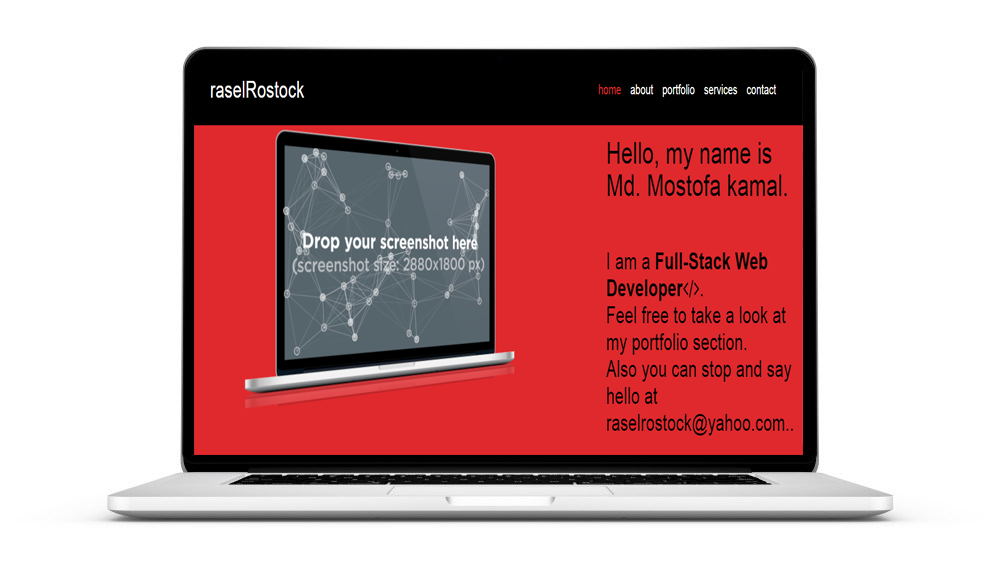 raselRostock
home about portfolio services contact
Drop your screenshot here
(screenshot size: 2880x1800 px)
Hello, my name is
Md. Mostofa kamal.
I am a Full-Stack Web
Developer</>.
Feel free to take a look at
my portfolio section.
Also you can stop and say
hello at
raselrostock@yahoo.com..